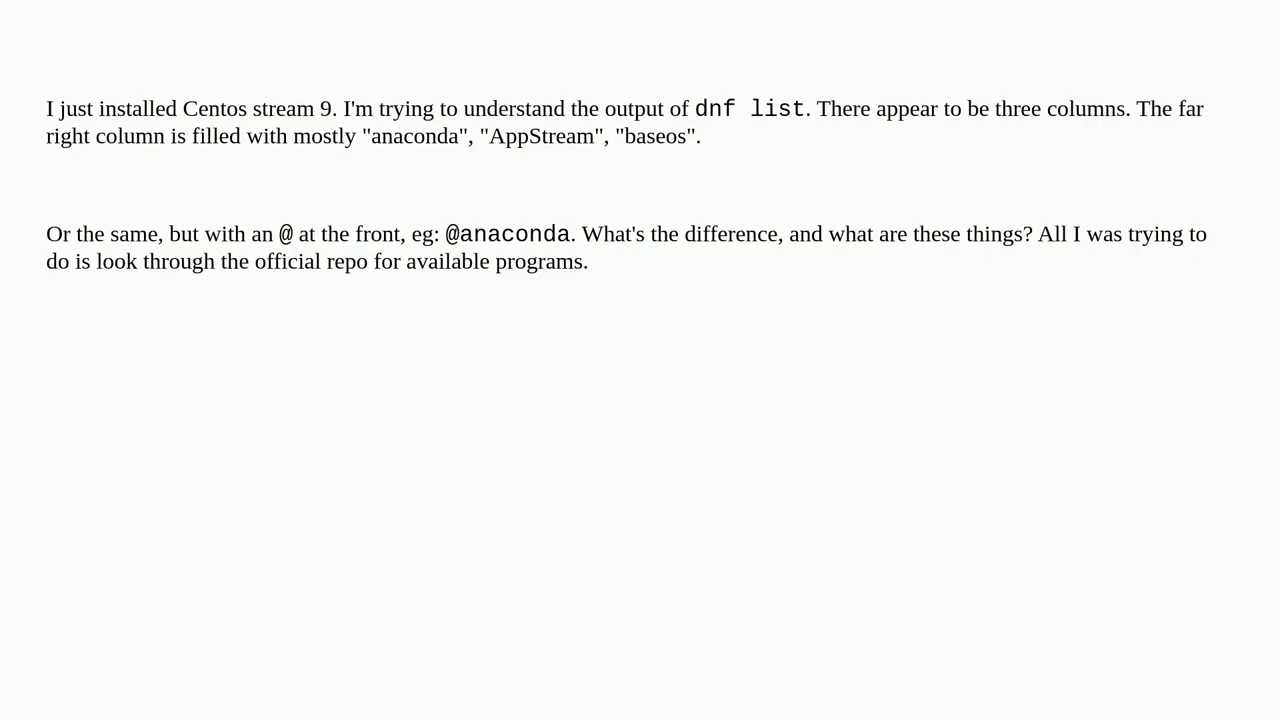 I just installed Centos stream 9. I'm trying to understand the output of dnf list. There appear to be three columns. The far
right column is filled with mostly "anaconda", "AppStream", "baseos".
Or the same, but with an @ at the front, eg: @anaconda. What's the difference, and what are these things? All I was trying to
do is look through the official repo for available programs.